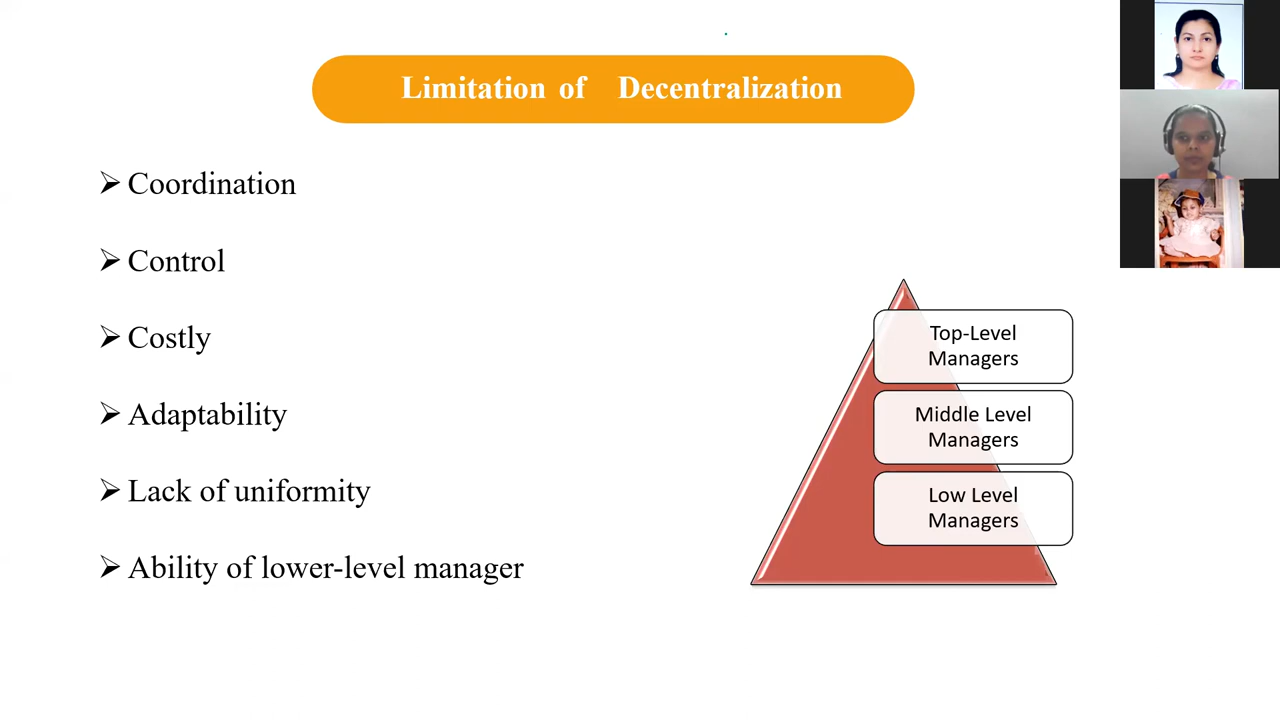 Limitation of Decentralization
Coordination
Control
Costly
Adaptability
Lack of uniformity
Ability of lower-level manager
Top-Level
Managers
Middle Level
Managers
Low Level
Managers